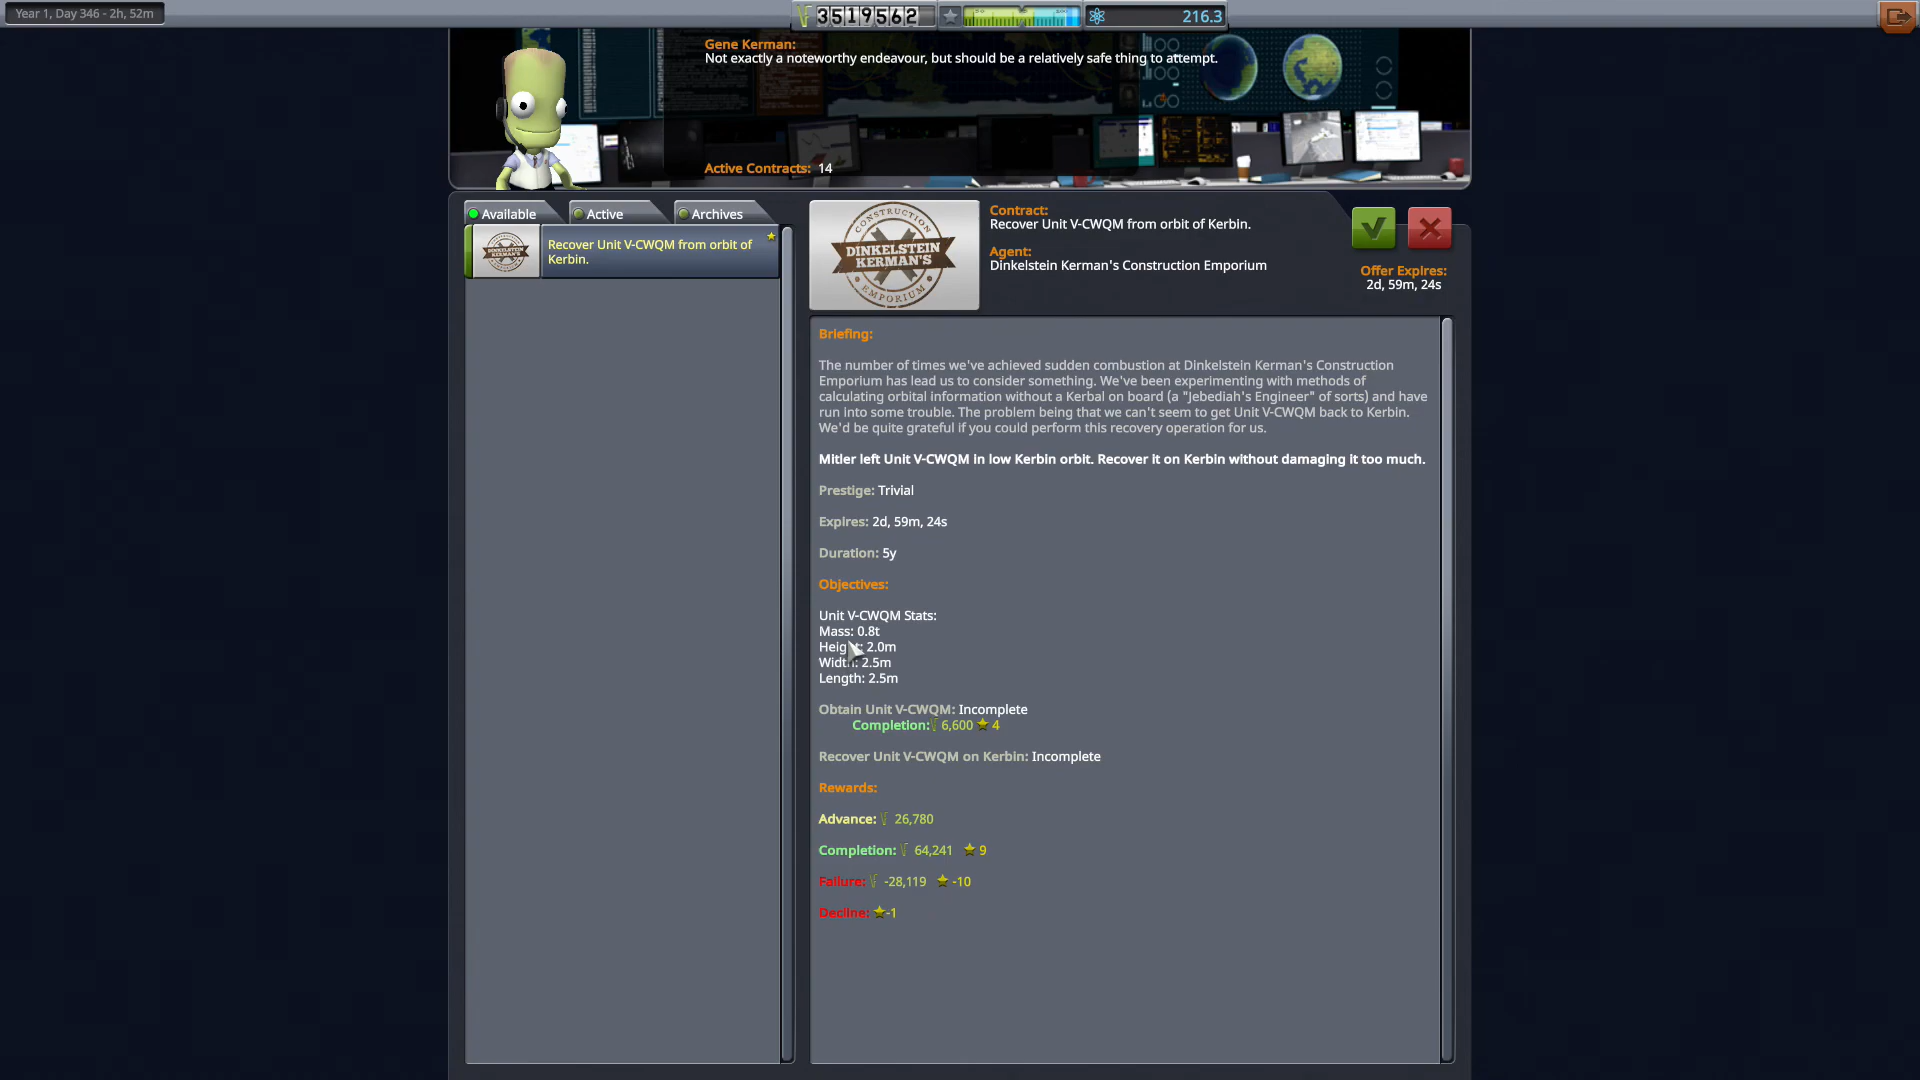 Year 1, Day 346 - 2h, 52m
3519562
216.3
Gene Kerman:
Not exactly a noteworthy endeavour, but should be a relatively safe thing to attempt.
Active Contracts: 14
Available
Active
Archives
Recover Unit V-CWQM from orbit of
Kerbin.
CONSTRUCTION
DINKELSTEIN
KERMAN'S
EMPORIUM
Contract:
Recover Unit V-CWQM from orbit of Kerbin.
Agent:
Dinkelstein Kerman's Construction Emporium
Offer Expires:
2d, 59m, 24s
Briefing:
The number of times we've achieved sudden combustion at Dinkelstein Kerman's Construction
Emporium has lead us to consider something. We've been experimenting with methods of
calculating orbital information without a Kerbal on board (a "Jebediah's Engineer" of sorts) and have
run into some trouble. The problem being that we can't seem to get Unit V-CWQM back to Kerbin.
We'd be quite grateful if you could perform this recovery operation for us.
Mitler left Unit V-CWQM in low Kerbin orbit. Recover it on Kerbin without damaging it too much.
Prestige: Trivial
Expires: 2d, 59m, 24s
Duration: 5y
Objectives:
Unit V-CWQM Stats:
Mass: 0.8t
Height: 2.0m
Width: 2.5m
Length: 2.5m
Obtain Unit V-CWQM: Incomplete
Completion: 6,600 4
Recover Unit V-CWQM on Kerbin: Incomplete
Rewards:
Advance: 26,780
Completion: 64,241 9
Failure: -28,119 -10
Decline: -1